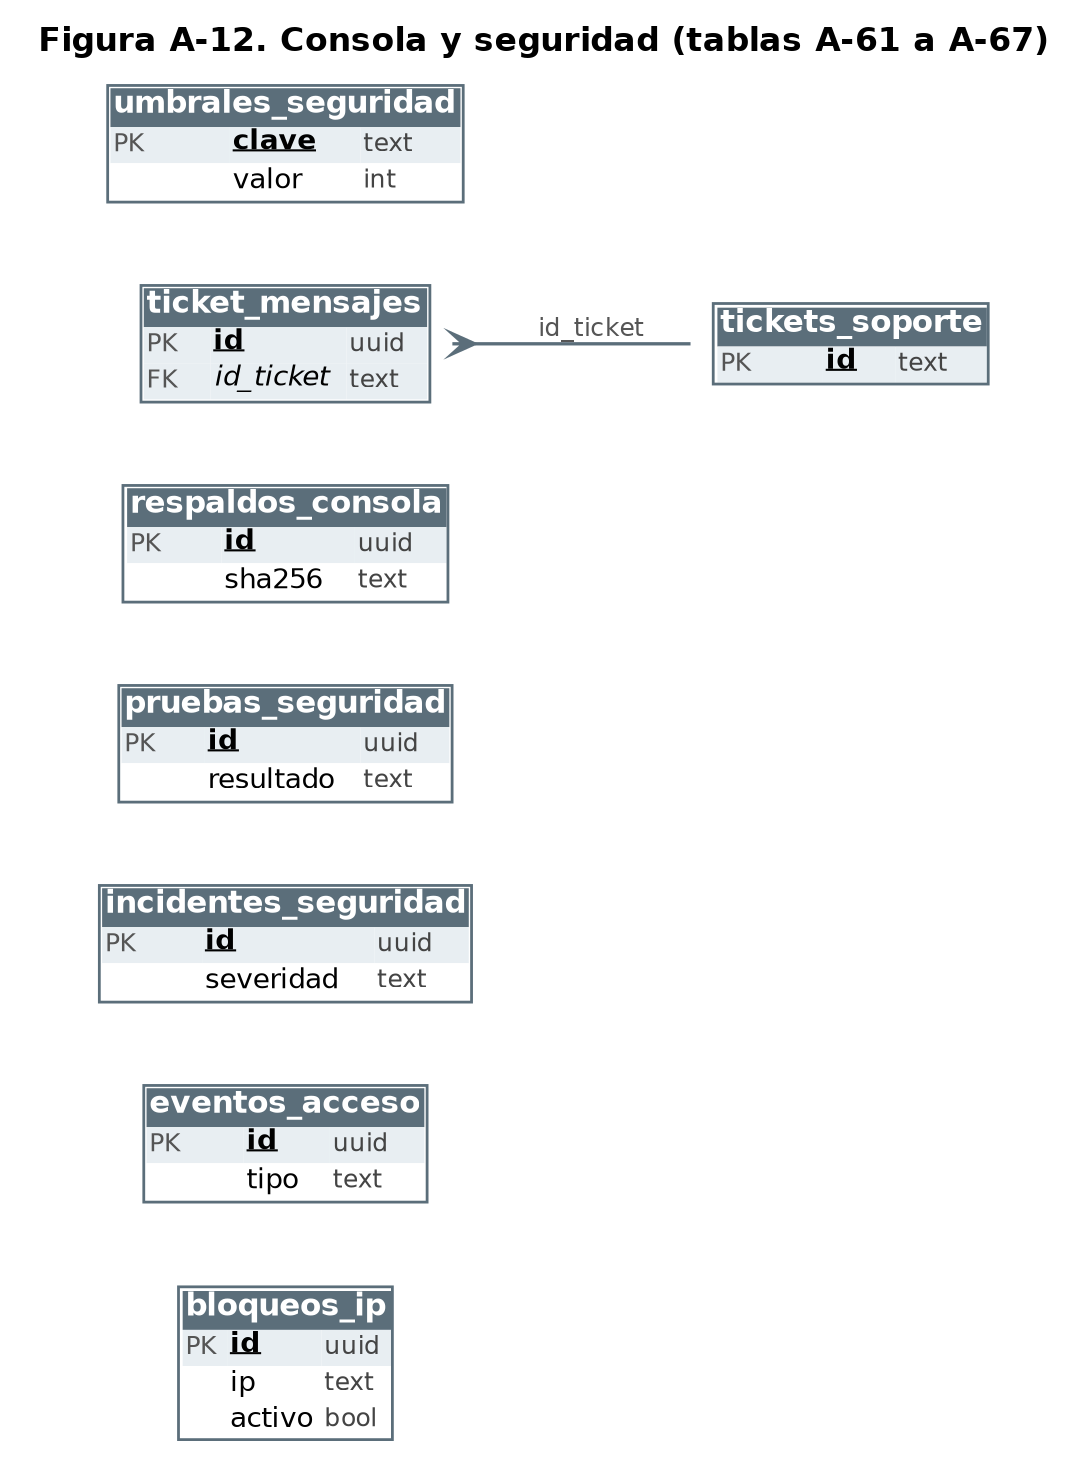 Figura A-12. Consola y seguridad (tablas A-61 a A-67)
umbrales_seguridad
PK clave text
valor int
ticket_mensajes
PK id uuid
FK id_ticket text
id_ticket
tickets_soporte
PK id text
respaldos_consola
PK id uuid
sha256 text
pruebas_seguridad
PK id uuid
resultado text
incidentes_seguridad
PK id uuid
severidad text
eventos_acceso
PK id uuid
tipo text
bloqueos_ip
PK id uuid
ip text
activo bool